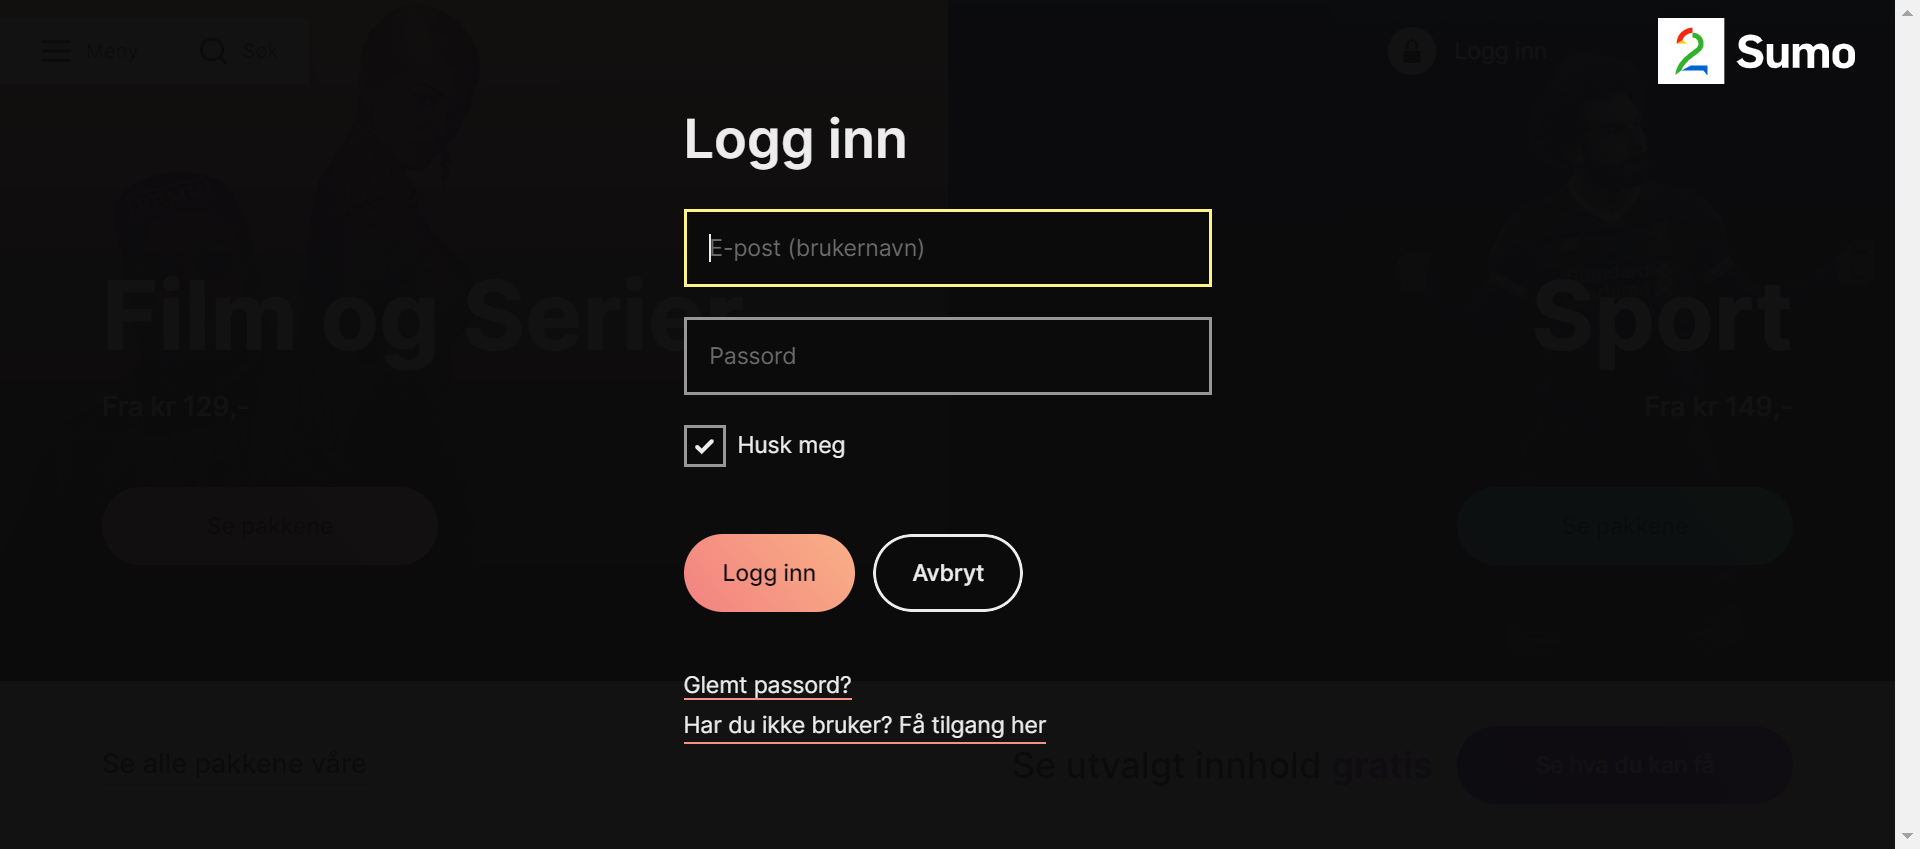 Meny
Søk
Logg inn
2 Sumo
Logg inn
E-post (brukernavn)
Film og Serier
Sport
Passord
Fra kr 129,-
Fra kr 149,-
Husk meg
Se pakkene
Se pakkene
Logg inn
Avbryt
Glemt passord?
Har du ikke bruker? Få tilgang her
Se alle pakkene våre
Se utvalgt innhold gratis
Se hva du kan få